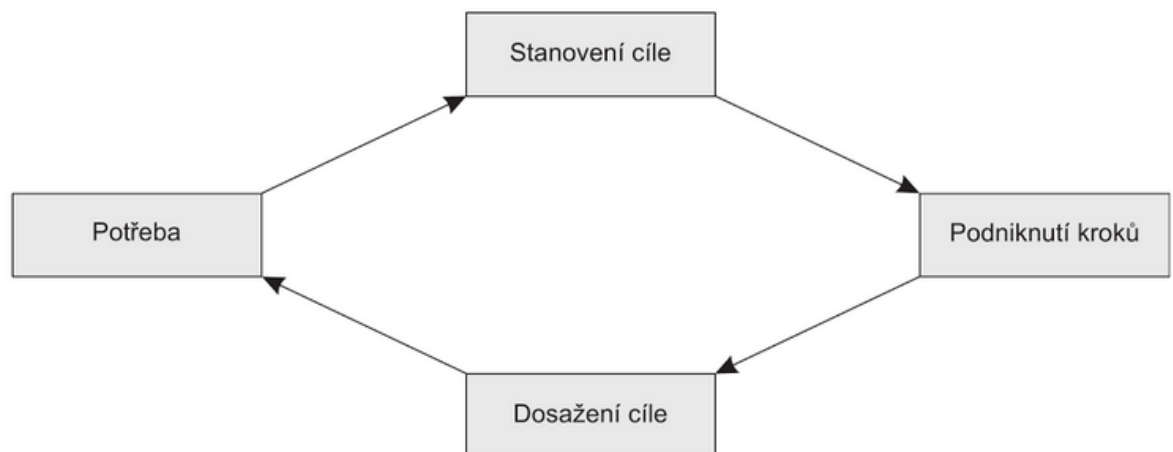 Stanovení cíle
Potřeba
Podniknutí kroků
Dosažení cíle